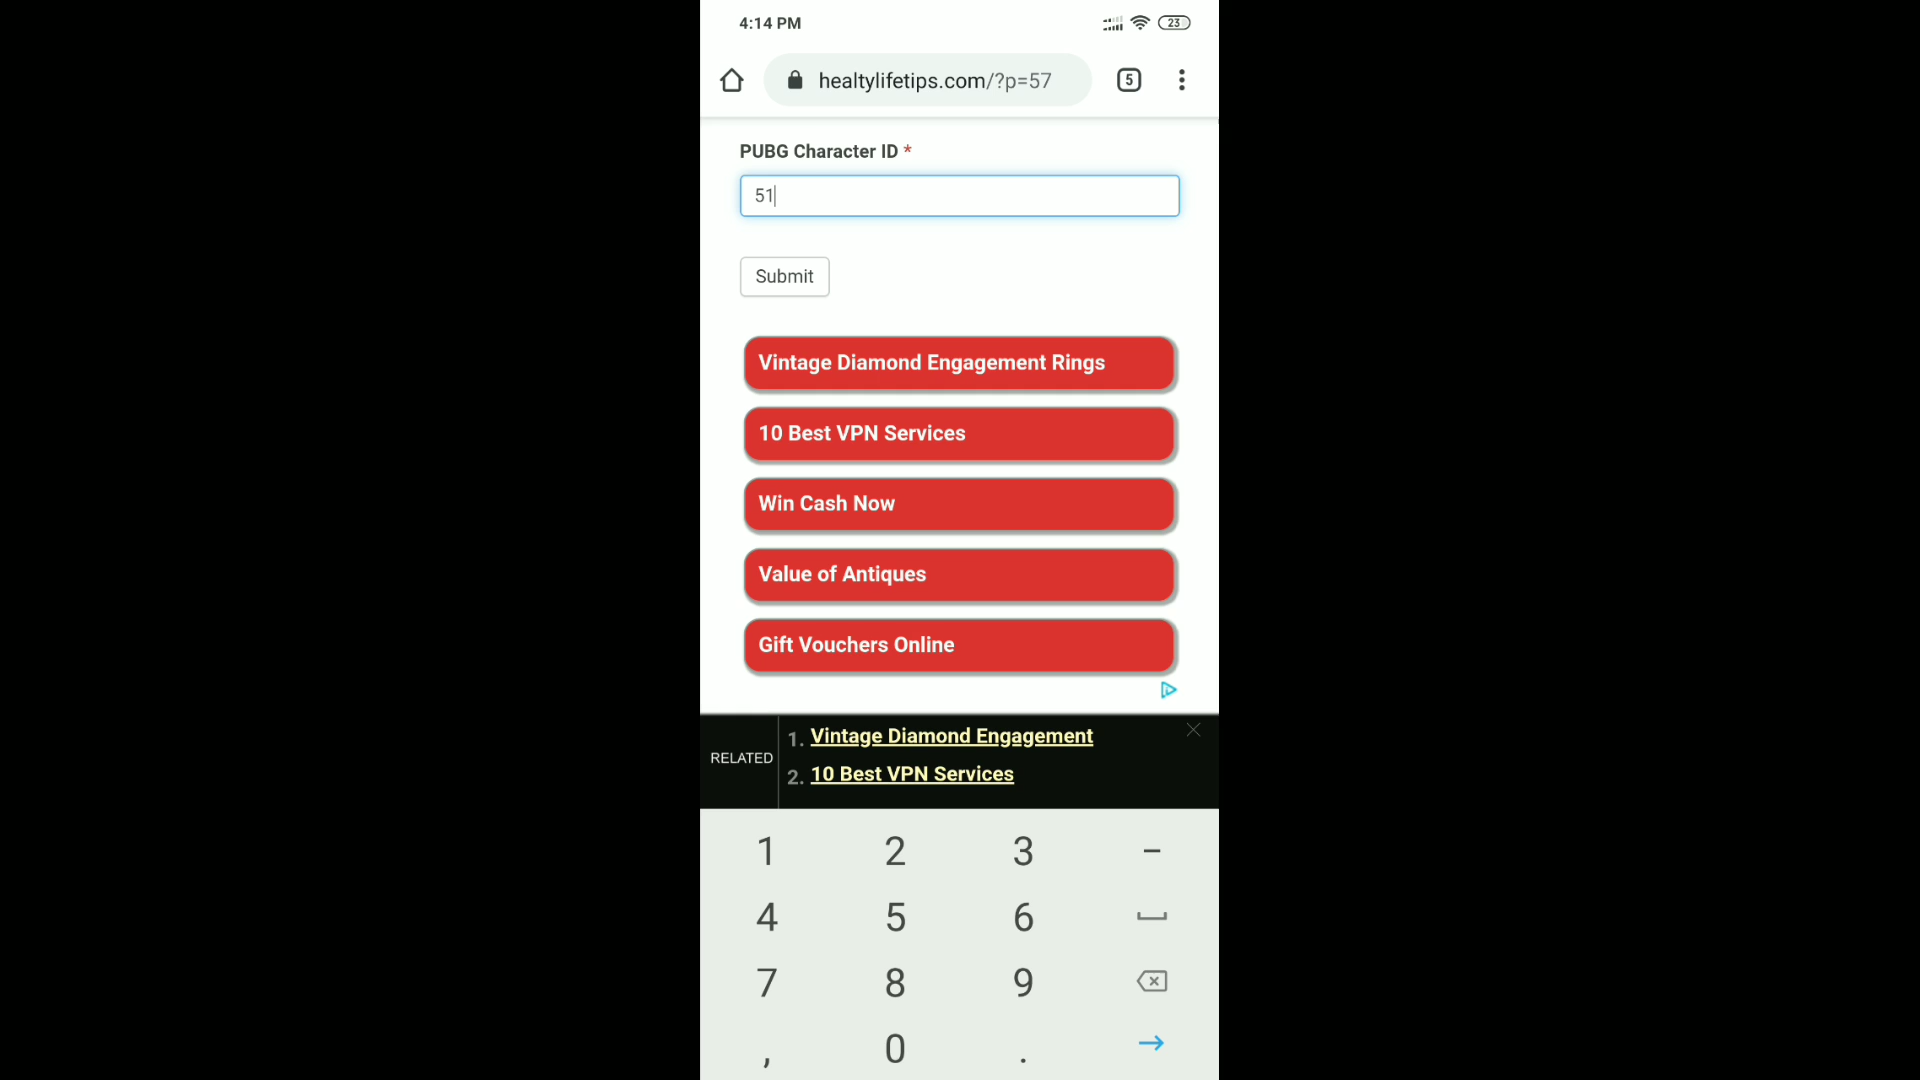 4:14 PM
23
healtylifetips.com/?p=57
5
PUBG Character ID *
51
Submit
Vintage Diamond Engagement Rings
10 Best VPN Services
Win Cash Now
Value of Antiques
Gift Vouchers Online
RELATED
1. Vintage Diamond Engagement
2. 10 Best VPN Services
1 2 3 -
4 5 6
7 8 9
, 0 .